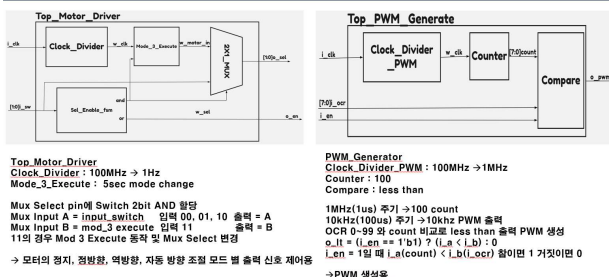 Top_Motor_Driver
i_clk
Clock_Divider
w_clk
Mode_3_Execute
w_motor_in
2X1_MUX
[1:0]o_sel
[1:0]i_sw
Sel_Enable_fsm
and
or
w_sel
o_en
Top_Motor_Driver
Clock_Divider : 100MHz → 1Hz
Mode_3_Execute : 5sec mode change
Mux Select pin에 Switch 2bit AND 할당
Mux Input A = input_switch 입력 00, 01, 10 출력 = A
Mux Input B = mod_3 execute 입력 11 출력 = B
11의 경우 Mod 3 Execute 동작 및 Mux Select 변경
→ 모터의 정지, 정방향, 역방향, 자동 방향 조절 모드 별 출력 신호 제어용
Top_PWM_Generate
i_clk
Clock_Divider
_PWM
w_clk
Counter
[7:0]count
Compare
o_pwm
[7:0]i_ocr
i_en
PWM_Generator
Clock_Divider_PWM : 100MHz →1MHz
Counter : 100
Compare : less than
1MHz(1us) 주기 →100 count
10kHz(100us) 주기 →10khz PWM 출력
OCR 0~99 와 count 비교로 less than 출력 PWM 생성
o_lt = (i_en == 1'b1) ? (i_a < i_b) : 0
i_en = 1일 때 i_a(count) < i_b(i_ocr) 참이면 1 거짓이면 0
→PWM 생성용